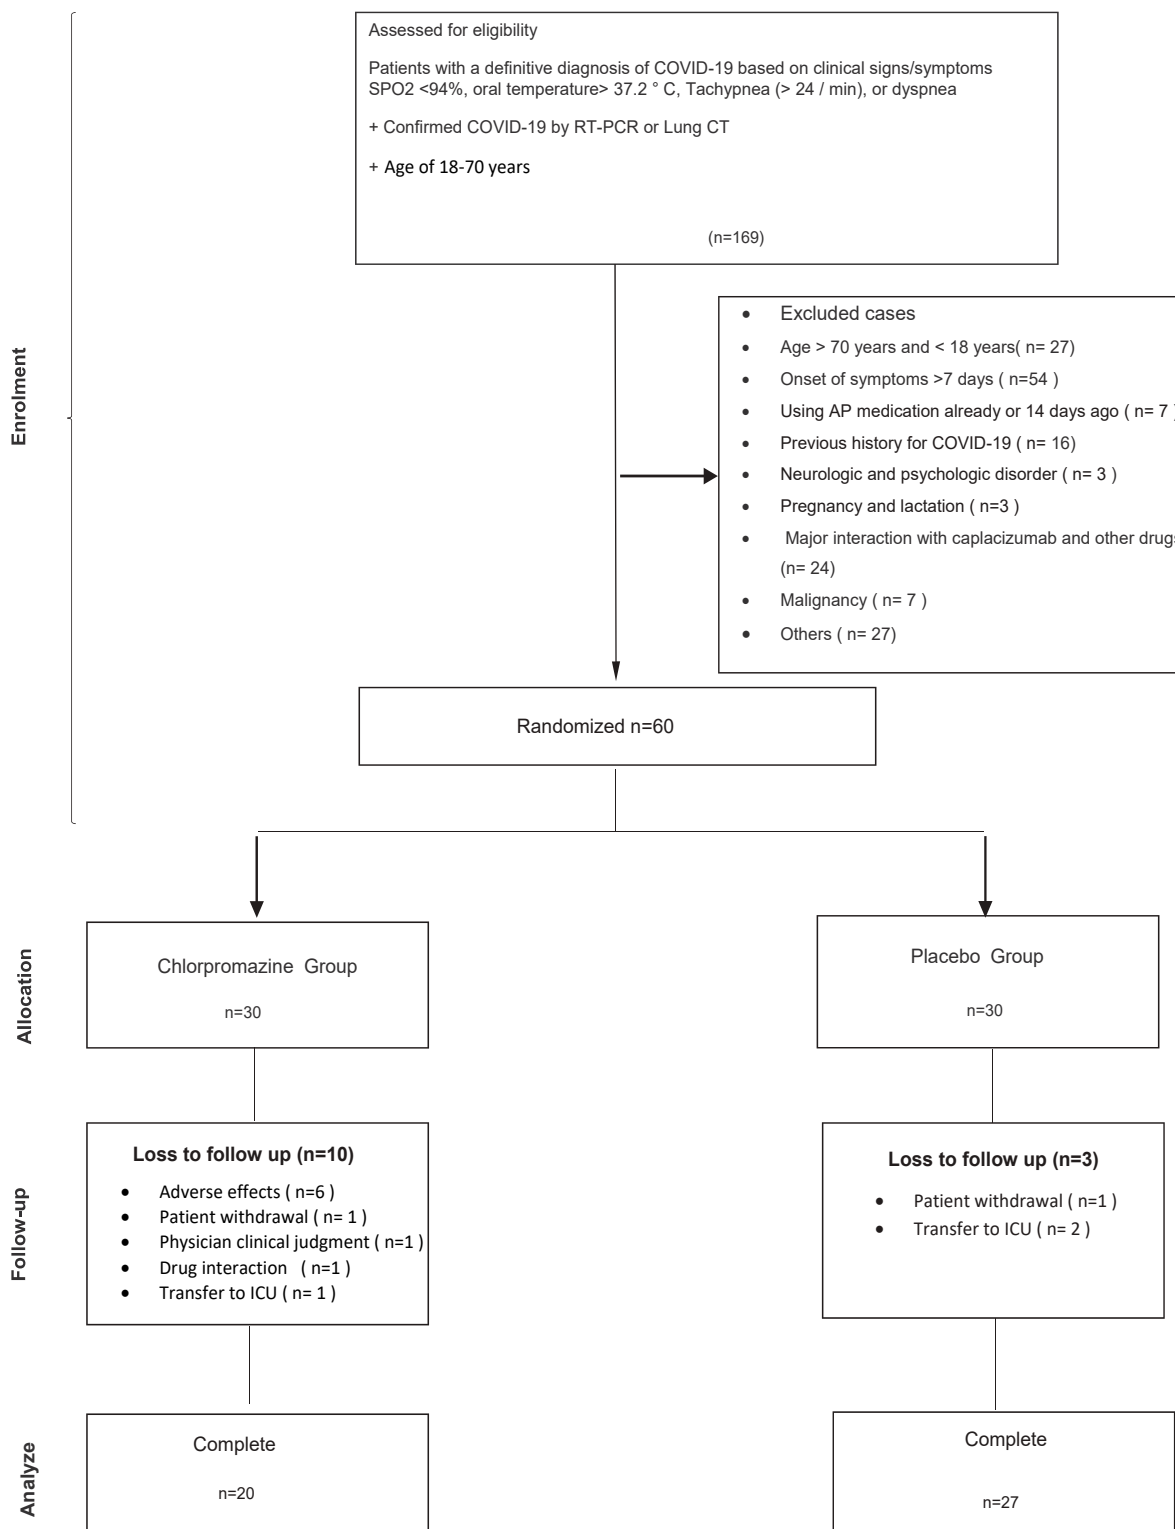 Assessed for eligibility
Patients with a definitive diagnosis of COVID-19 based on clinical signs/symptoms
SPO2 <94%, oral temperature> 37.2 ° C, Tachypnea (> 24 / min), or dyspnea
+ Confirmed COVID-19 by RT-PCR or Lung CT
+ Age of 18-70 years
(n=169)
Enrolment
• Excluded cases
• Age > 70 years and < 18 years( n= 27)
• Onset of symptoms >7 days ( n=54 )
• Using AP medication already or 14 days ago ( n= 7 )
• Previous history for COVID-19 ( n= 16)
• Neurologic and psychologic disorder ( n= 3 )
• Pregnancy and lactation ( n=3 )
• Major interaction with caplacizumab and other drugs
(n= 24)
• Malignancy ( n= 7 )
• Others ( n= 27)
Randomized n=60
Allocation
Chlorpromazine Group
n=30
Placebo Group
n=30
Follow-up
Loss to follow up (n=10)
• Adverse effects ( n=6 )
• Patient withdrawal ( n= 1 )
• Physician clinical judgment ( n=1 )
• Drug interaction ( n=1 )
• Transfer to ICU ( n= 1 )
Loss to follow up (n=3)
• Patient withdrawal ( n=1 )
• Transfer to ICU ( n= 2 )
Analyze
Complete
n=20
Complete
n=27